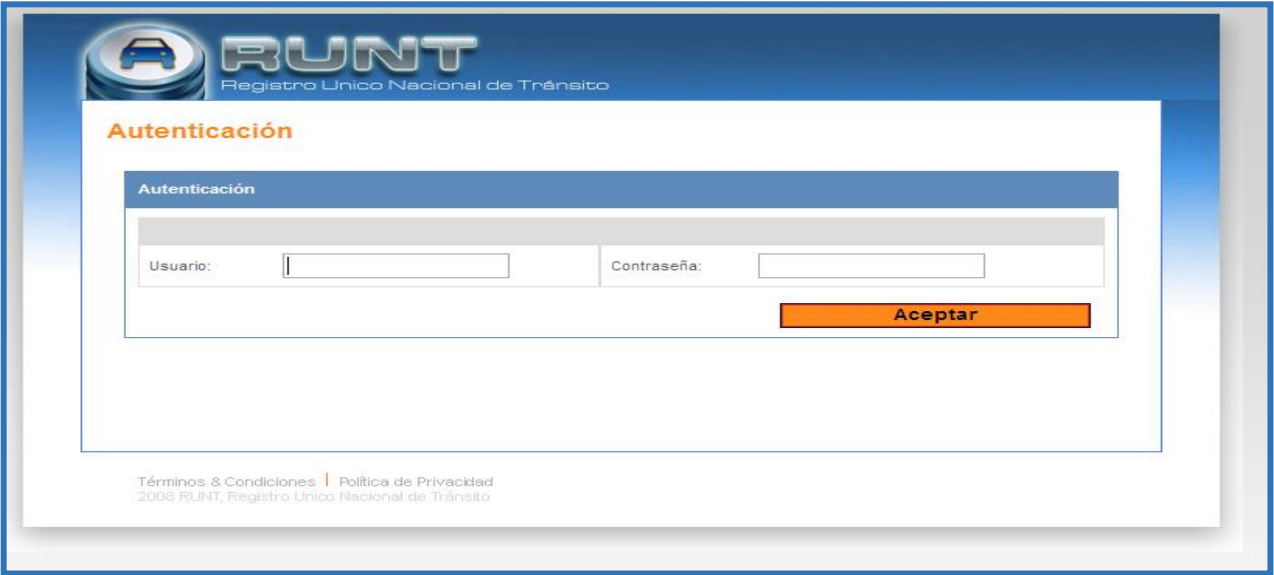 RUNT
Registro Unico Nacional de Tránsito
Autenticación
Autenticación
Usuario:
Contraseña:
Aceptar
Términos & Condiciones | Política de Privacidad
2008 RUNT, Registro Unico Nacional de Tránsito